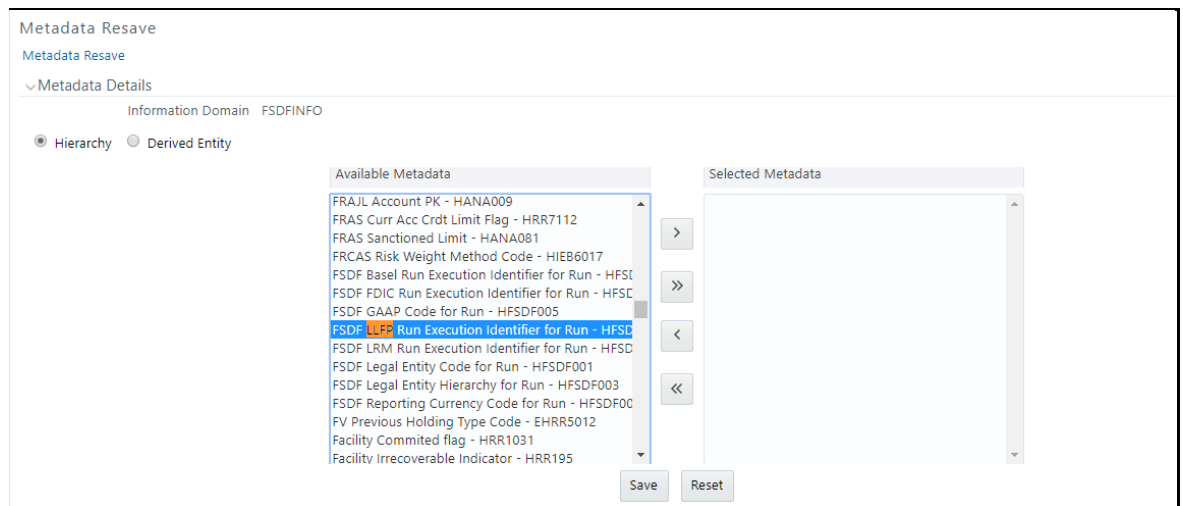 Metadata Resave
Metadata Resave
Metadata Details
Information Domain FSDFINFO
Hierarchy Derived Entity
Available Metadata Selected Metadata
FRAJL Account PK - HANA009
FRAS Curr Acc Crdt Limit Flag - HRR7112
FRAS Sanctioned Limit - HANA081
FRCAS Risk Weight Method Code - HIEB6017
FSDF Basel Run Execution Identifier for Run - HFSD
FSDF FDIC Run Execution Identifier for Run - HFSD
FSDF GAAP Code for Run - HFSDF005
FSDF LLFP Run Execution Identifier for Run - HFSD
FSDF LRM Run Execution Identifier for Run - HFSD
FSDF Legal Entity Code for Run - HFSDF001
FSDF Legal Entity Hierarchy for Run - HFSDF003
FSDF Reporting Currency Code for Run - HFSDF00
FV Previous Holding Type Code - EHRR5012
Facility Commited flag - HRR1031
Facility Irrecoverable Indicator - HRR195
> 
>>
<
<<
Save Reset